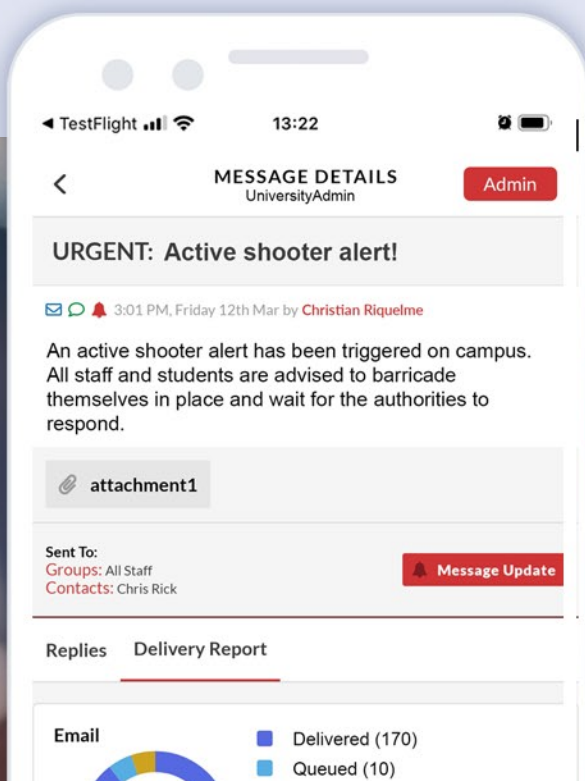 ◀ TestFlight
13:22
MESSAGE DETAILS
UniversityAdmin
Admin
URGENT: Active shooter alert!
3:01 PM, Friday 12th Mar by Christian Riquelme
An active shooter alert has been triggered on campus.
All staff and students are advised to barricade
themselves in place and wait for the authorities to
respond.
attachment1
Sent To:
Groups: All Staff
Contacts: Chris Rick
Message Update
Replies
Delivery Report
Email
Delivered (170)
Queued (10)